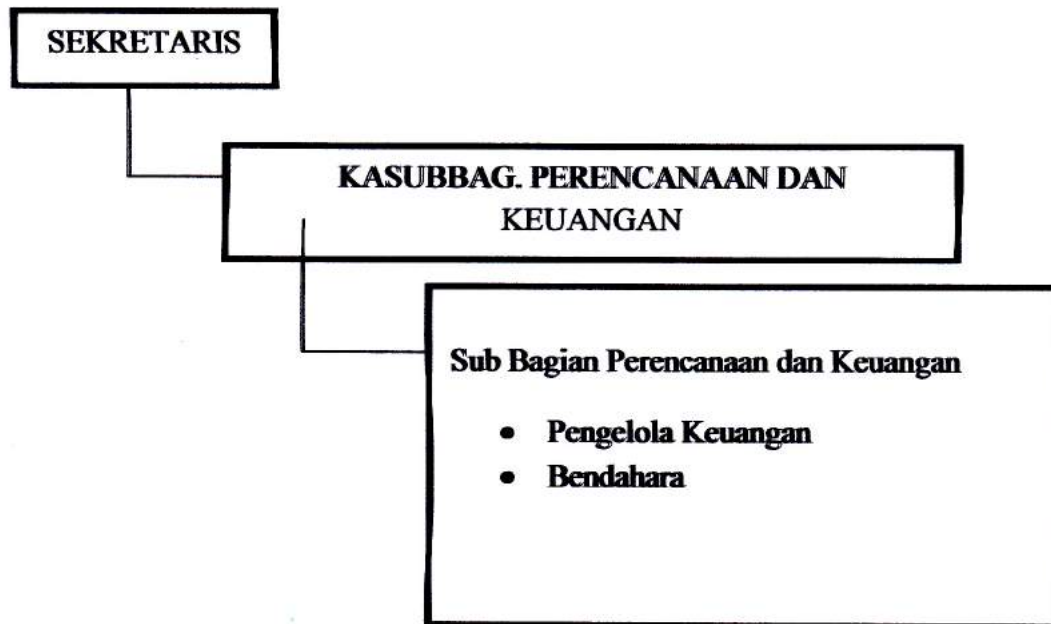 SEKRETARIS
KASUBBAG. PERENCANAAN DAN
KEUANGAN
Sub Bagian Perencanaan dan Keuangan
• Pengelola Keuangan
• Bendahara